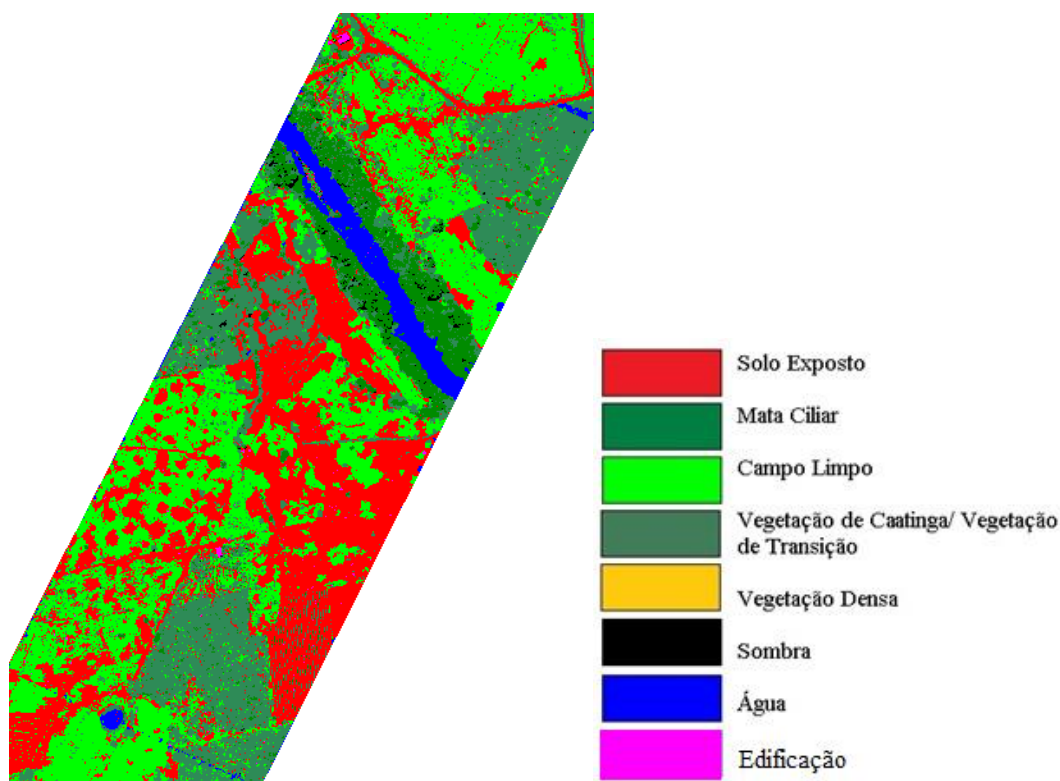 Solo Exposto
Mata Ciliar
Campo Limpo
Vegetação de Caatinga/ Vegetação
de Transição
Vegetação Densa
Sombra
Água
Edificação